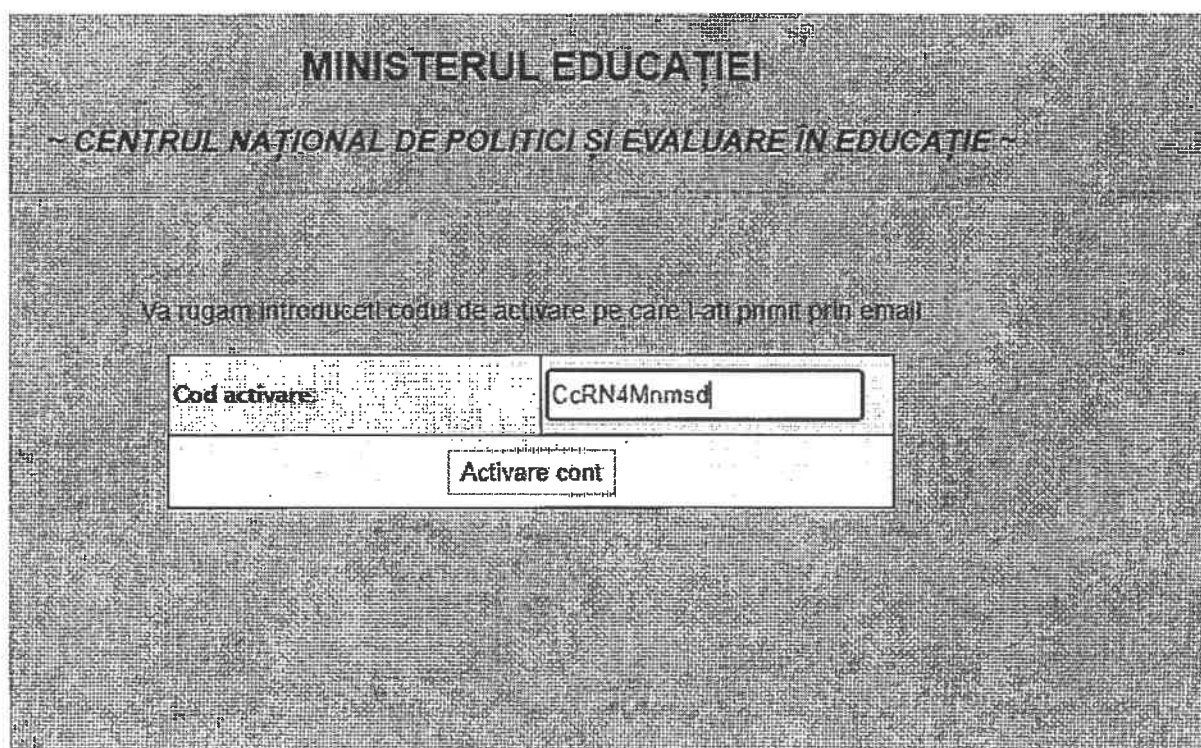 MINISTERUL EDUCAȚIEI
~ CENTRUL NAȚIONAL DE POLITICI ȘI EVALUARE ÎN EDUCAȚIE ~
Va rugam introduceti codul de activare pe care l-ati primit prin email
Cod activare:
CcRN4Mnmsd
Activare cont